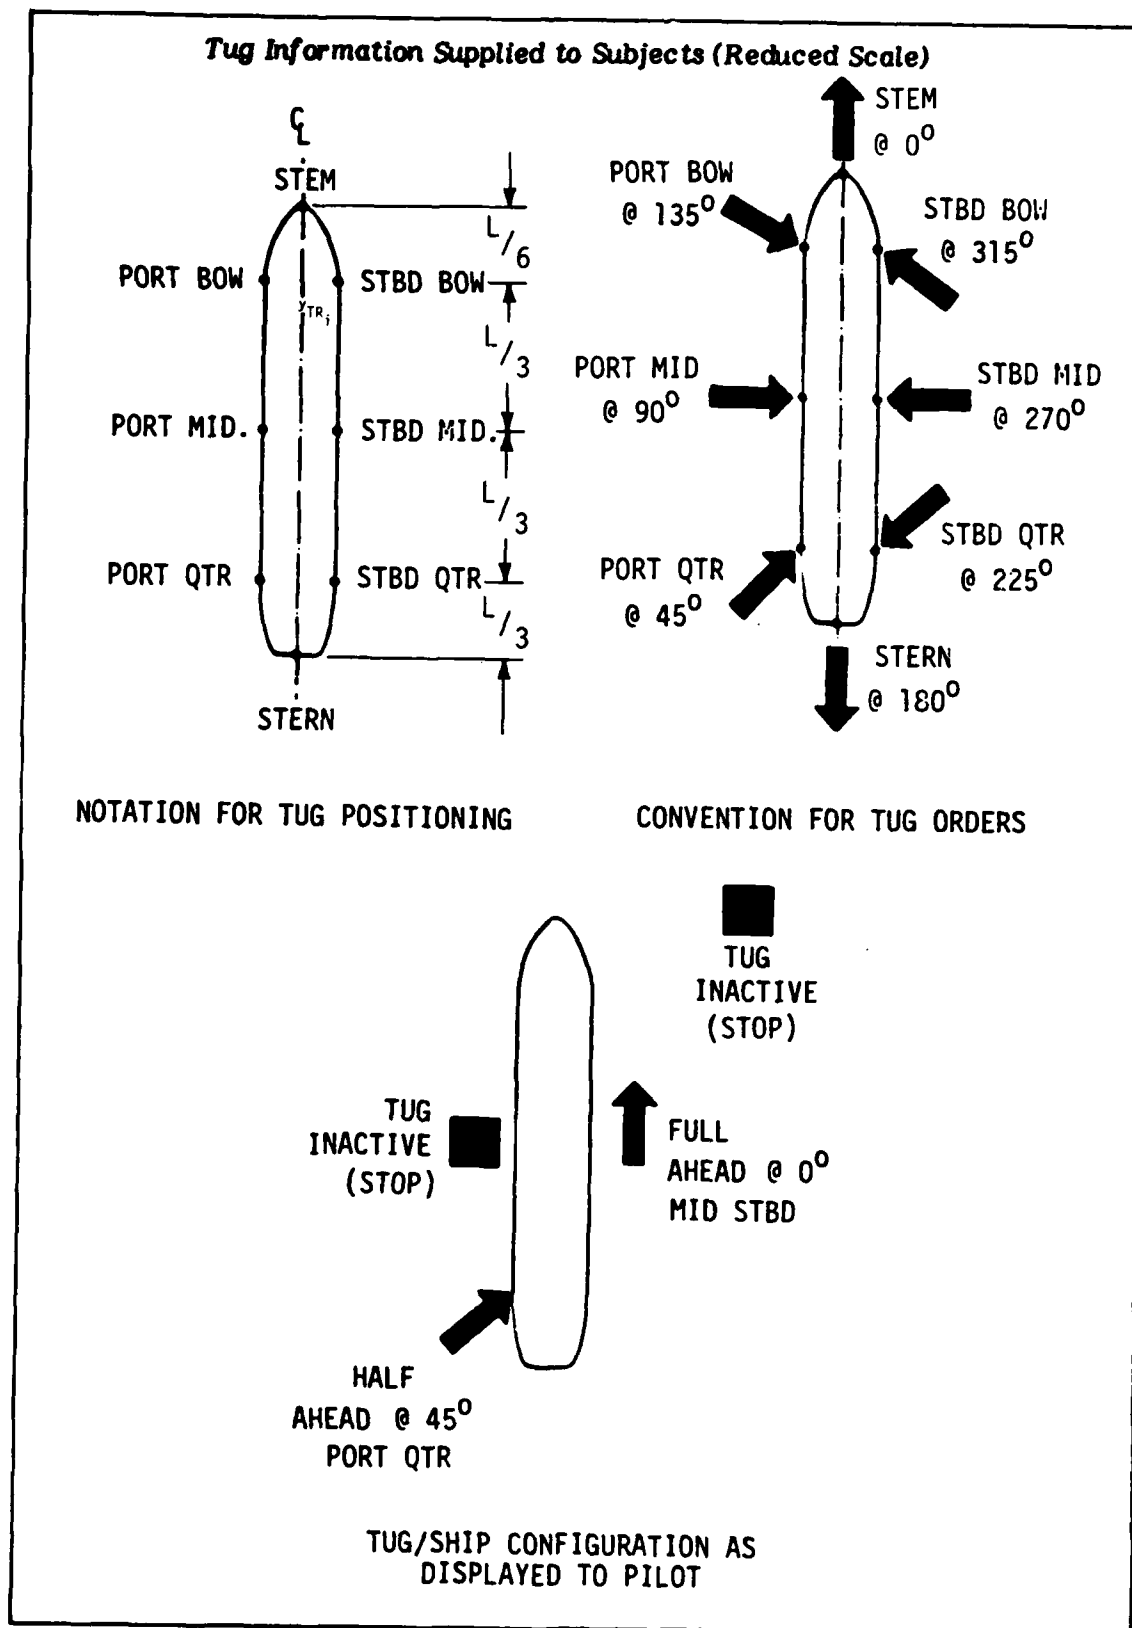 Tug Information Supplied to Subjects (Reduced Scale)
C
L
STEM
L/6
PORT BOW
STBD BOW
yTRj
L/3
PORT MID.
STBD MID.
L/3
PORT QTR
STBD QTR
L/3
STERN
NOTATION FOR TUG POSITIONING
STEM
@ 0°
PORT BOW
@ 135°
STBD BOW
@ 315°
PORT MID
@ 90°
STBD MID
@ 270°
PORT QTR
@ 45°
STBD QTR
@ 225°
STERN
@ 180°
CONVENTION FOR TUG ORDERS
TUG
INACTIVE
(STOP)
TUG
INACTIVE
(STOP)
FULL
AHEAD @ 0°
MID STBD
HALF
AHEAD @ 45°
PORT QTR
TUG/SHIP CONFIGURATION AS
DISPLAYED TO PILOT